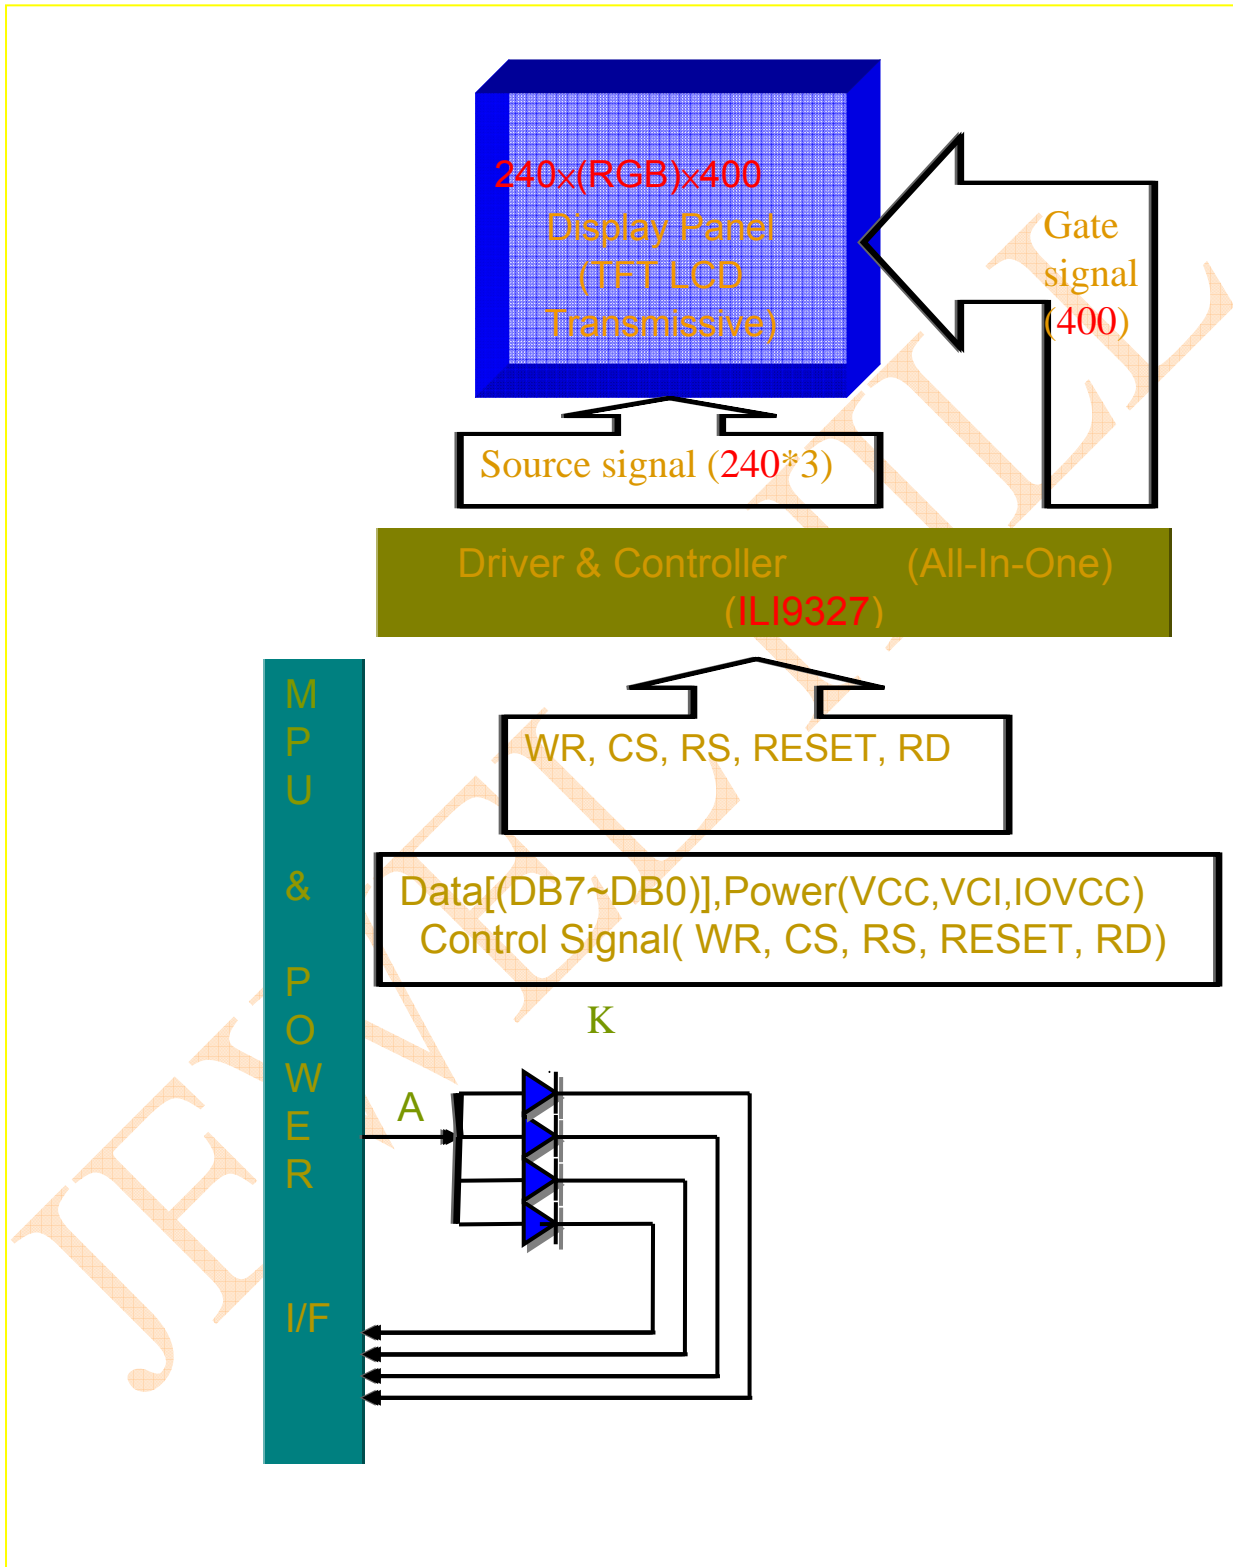 240×(RGB)×400
Display Panel
(TFT LCD
Transmissive)
Gate
signal
(400)
Source signal (240*3)
Driver & Controller (All-In-One)
(ILI9327)
M
P
U
&
P
O
W
E
R
I/F
WR, CS, RS, RESET, RD
Data[(DB7~DB0)],Power(VCC,VCI,IOVCC)
Control Signal( WR, CS, RS, RESET, RD)
K
A